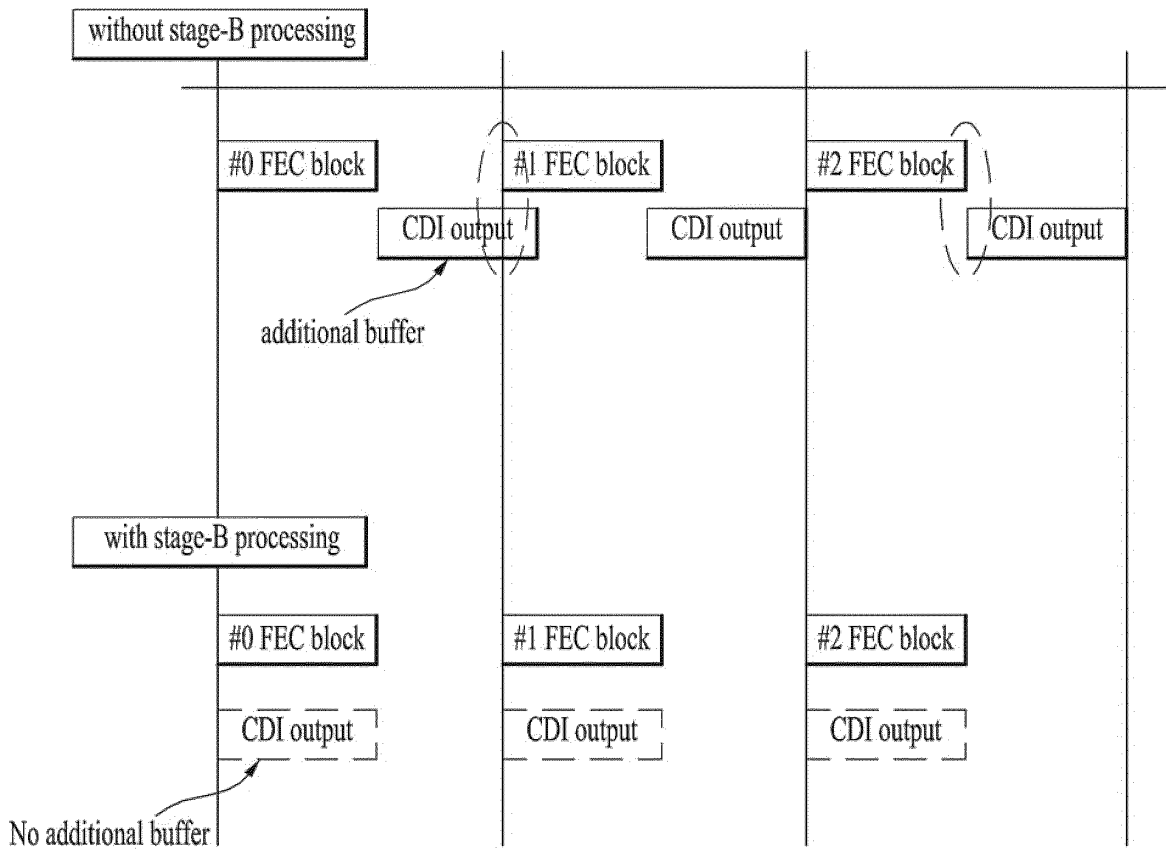 without stage-B processing
#0 FEC block
#1 FEC block
#2 FEC block
CDI output
CDI output
CDI output
additional buffer
with stage-B processing
#0 FEC block
#1 FEC block
#2 FEC block
CDI output
CDI output
CDI output
No additional buffer